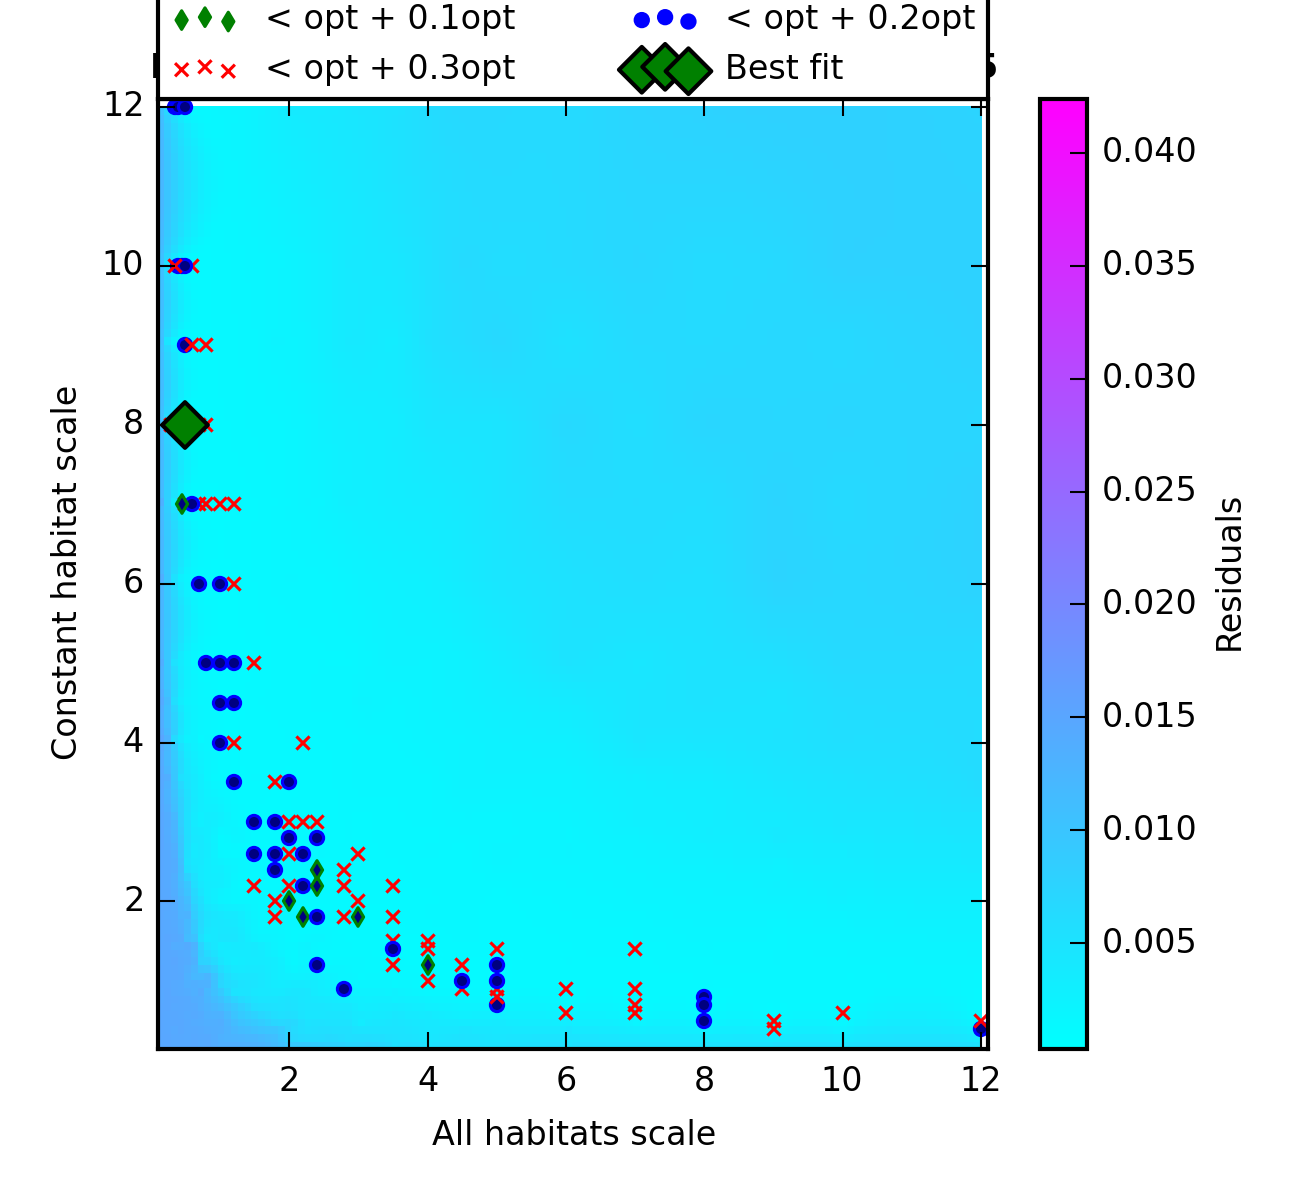 < opt + 0.1opt
< opt + 0.2opt
< opt + 0.3opt
Best fit
12
10
8
6
4
2
Constant habitat scale
2
4
6
8
10
12
All habitats scale
0.040
0.035
0.030
0.025
0.020
0.015
0.010
0.005
Residuals